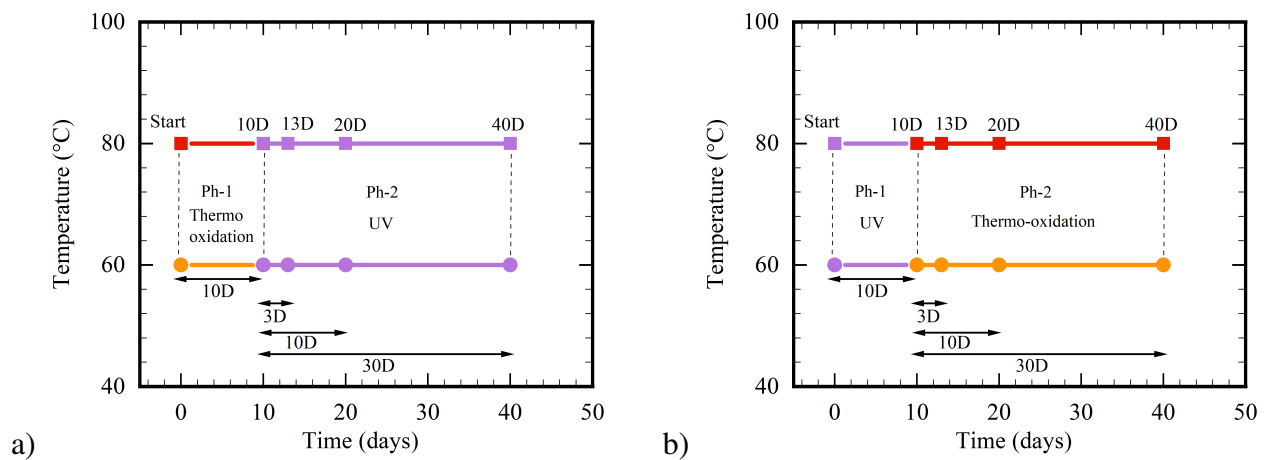 100
80
60
40
Temperature (°C)
Start
10D
13D
20D
40D
Ph-1
Thermo
oxidation
Ph-2
UV
10D
3D
10D
30D
0
10
20
30
40
50
Time (days)
a)
100
80
60
40
Temperature (°C)
Start
10D
13D
20D
40D
Ph-1
UV
Ph-2
Thermo-oxidation
10D
3D
10D
30D
0
10
20
30
40
50
Time (days)
b)